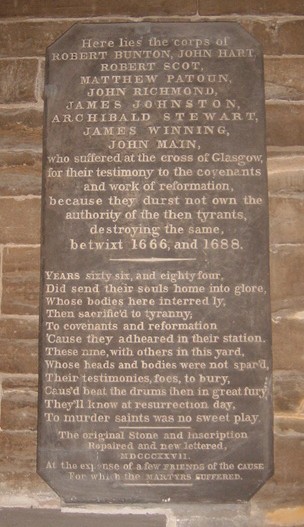 Here lies the corps of
ROBERT BUNTON, JOHN HART,
ROBERT SCOT,
MATTHEW PATOUN,
JOHN RICHMOND,
JAMES JOHNSTON,
ARCHIBALD STEWART,
JAMES WINNING,
JOHN MAIN,
who suffered at the cross of Glasgow,
for their testimony to the covenants
and work of reformation,
because they durst not own the
authority of the then tyrants,
destroying the same,
betwixt 1666, and 1688.
YEARS sixty six, and eighty four,
Did send their souls home into glore,
Whose bodies here interred ly,
Then sacrific'd to tyranny,
To covenants and reformation
'Cause they adheared in their station.
These nine, with others in this yard,
Whose heads and bodies were not spar'd,
Their testimonies, foes, to bury,
Caus'd beat the drums then in great fury,
They'll know at resurrection day,
To murder saints was no sweet play.
The original Stone and Inscription
Repaired and new lettered,
MDCCCXXVII.
At the expense of a few FRIENDS of the CAUSE
For which the MARTYRS SUFFERED.